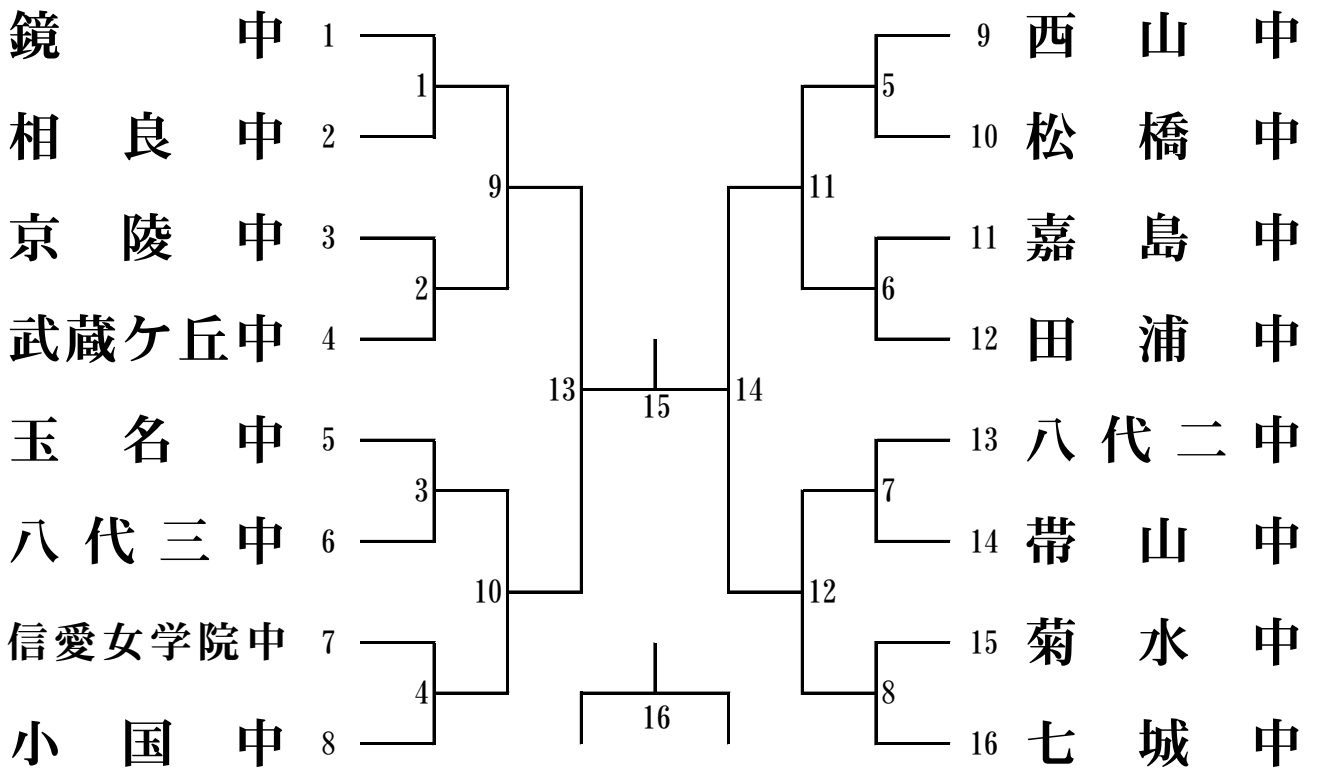 鏡中 1
1
相良中 2
9
京陵中 3
2
武蔵ケ丘中 4
13
玉名中 5
3
八代三中 6
10
信愛女学院中 7
4
小国中 8
15
16
9 西山中
5
10 松橋中
11
11 嘉島中
6
12 田浦中
14
13 八代二中
7
14 帯山中
12
15 菊水中
8
16 七城中